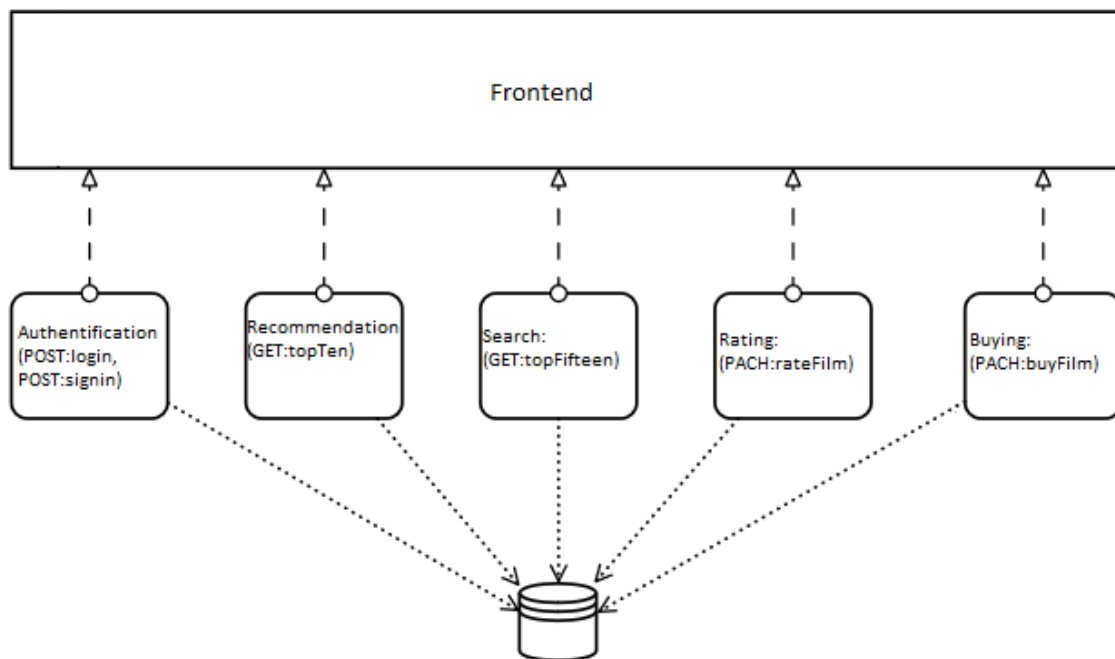 Frontend
Authentification
(POST:login,
POST:signin)
Recommendation
(GET:topTen)
Search:
(GET:topFifteen)
Rating:
(PACH:rateFilm)
Buying:
(PACH:buyFilm)